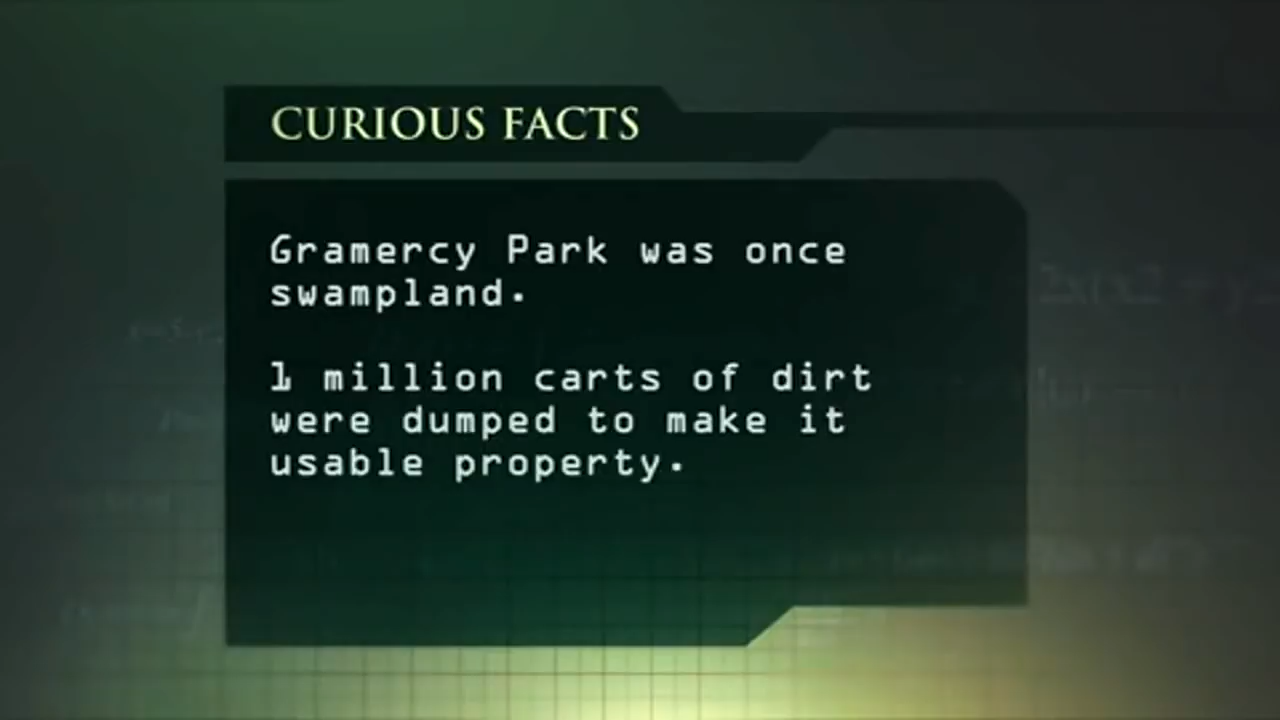 CURIOUS FACTS
Gramercy Park was once
swampland.
1 million carts of dirt
were dumped to make it
usable property.